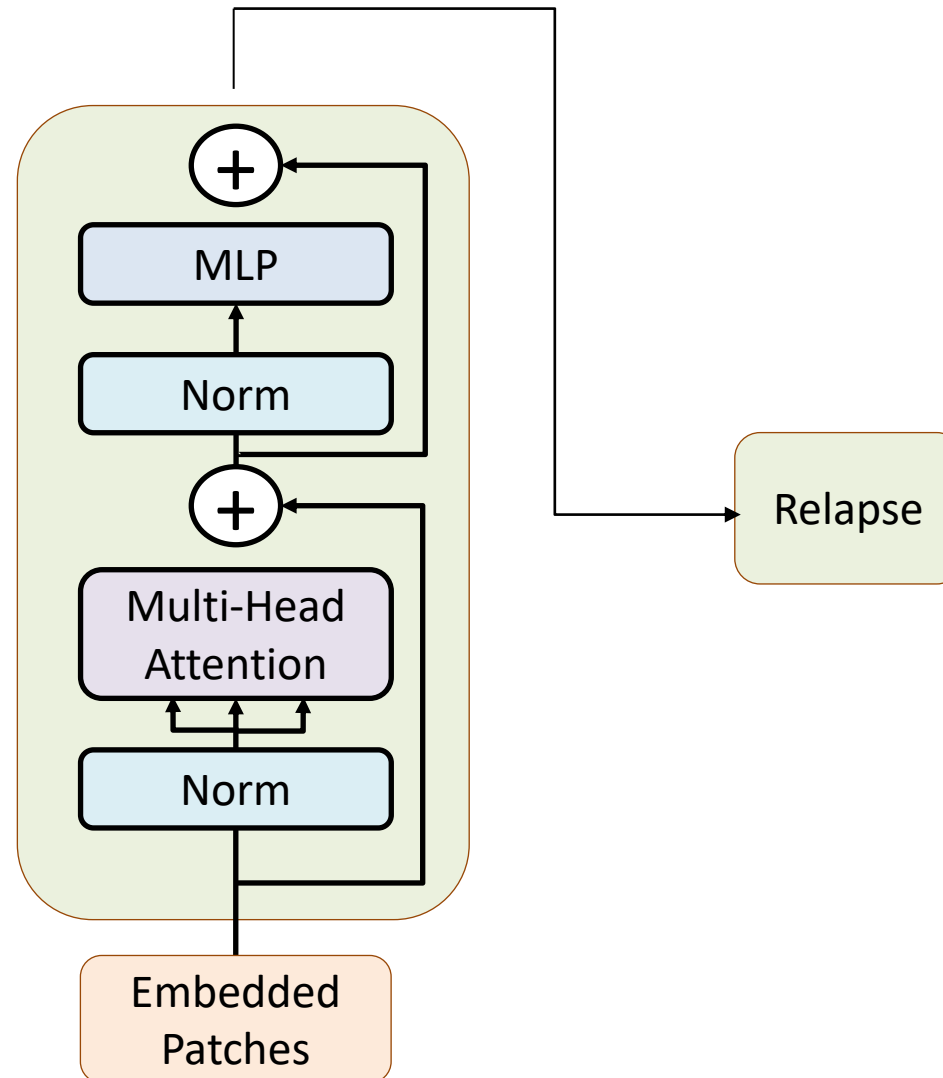 +
MLP
Norm
+
Multi-Head
Attention
Norm
Embedded
Patches
Relapse